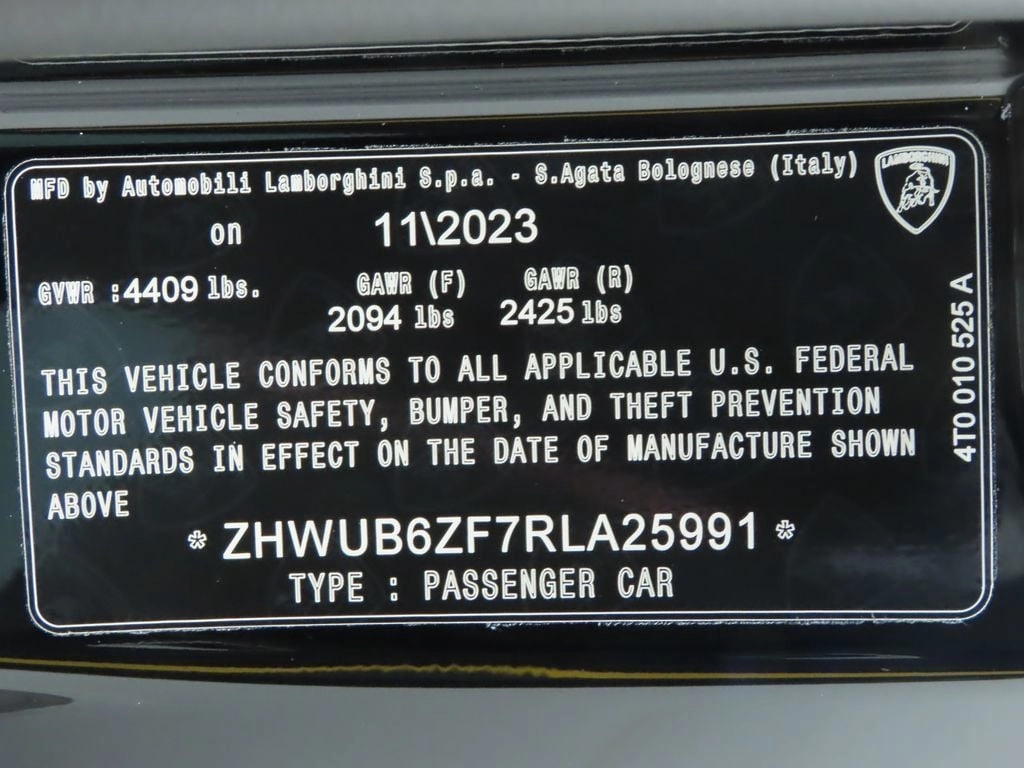 MFD by Automobili Lamborghini S.p.a. - S.Agata Bolognese (Italy)
LAMBORGHINI
on 11\2023
GVWR :4409 lbs. GAWR (F) GAWR (R)
2094 lbs 2425 lbs
THIS VEHICLE CONFORMS TO ALL APPLICABLE U.S. FEDERAL
MOTOR VEHICLE SAFETY, BUMPER, AND THEFT PREVENTION
STANDARDS IN EFFECT ON THE DATE OF MANUFACTURE SHOWN
ABOVE
* ZHWUB6ZF7RLA25991 *
TYPE : PASSENGER CAR
4T0 010 525 A